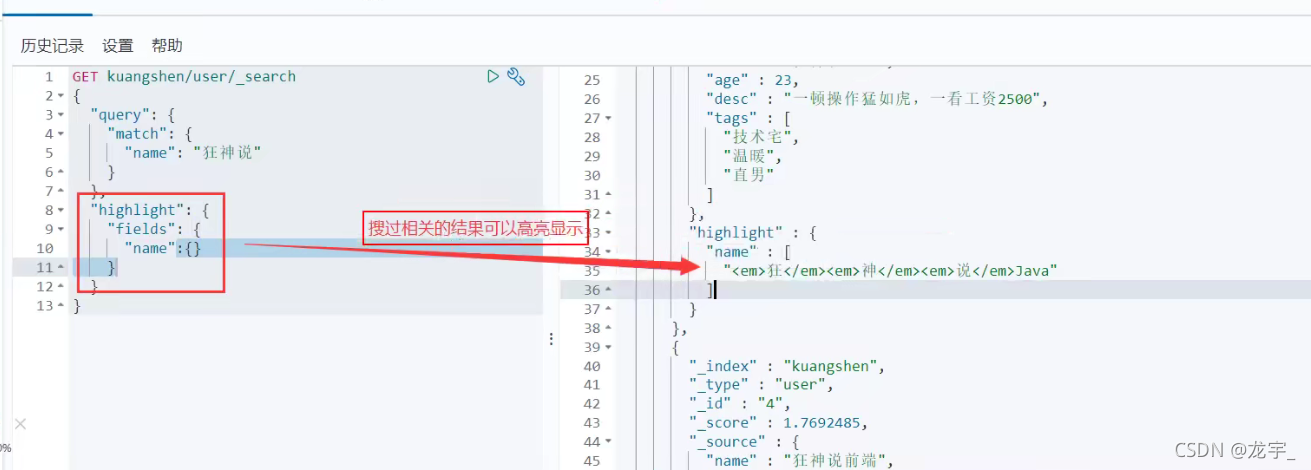 历史记录 设置 帮助
1 GET kuangshen/user/_search
2 {
3 "query": {
4 "match": {
5 "name": "狂神说"
6 }
7 },
8 "highlight": {
9 "fields": {
10 "name":{}
11 }
12 }
13 }
搜过相关的结果可以高亮显示
25 "age" : 23,
26 "desc" : "一顿操作猛如虎，一看工资2500",
27 "tags" : [
28 "技术宅",
29 "温暖",
30 "直男"
31 ]
32 },
33 "highlight" : {
34 "name" : [
35 "<em>狂</em><em>神</em><em>说</em>Java"
36 ]
37 }
38 },
39 {
40 "_index" : "kuangshen",
41 "_type" : "user",
42 "_id" : "4",
43 "_score" : 1.7692485,
44 "_source" : {
45 "name" : "狂神说前端",
0%
CSDN @龙宇_